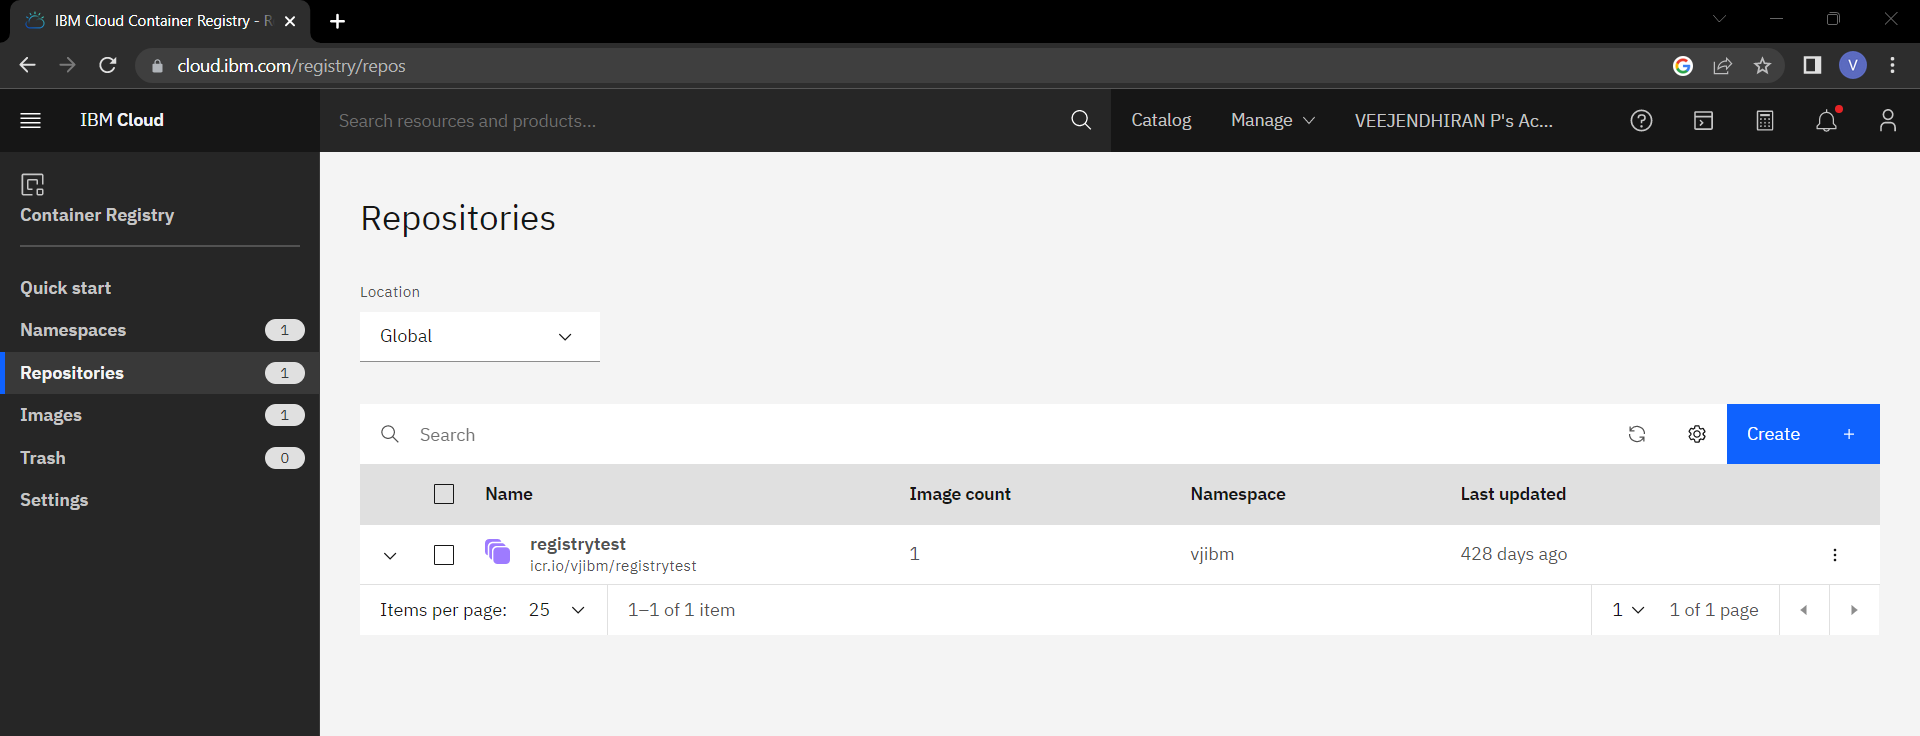 IBM Cloud Container Registry - R
cloud.ibm.com/registry/repos
V
IBM Cloud
Search resources and products...
Catalog
Manage
VEEJENDHIRAN P's Ac...
Container Registry
Quick start
Namespaces 1
Repositories 1
Images 1
Trash 0
Settings
Repositories
Location
Global
Search
Create +
Name Image count Namespace Last updated
registrytest 1 vjibm 428 days ago
icr.io/vjibm/registrytest
Items per page: 25 1–1 of 1 item 1 1 of 1 page